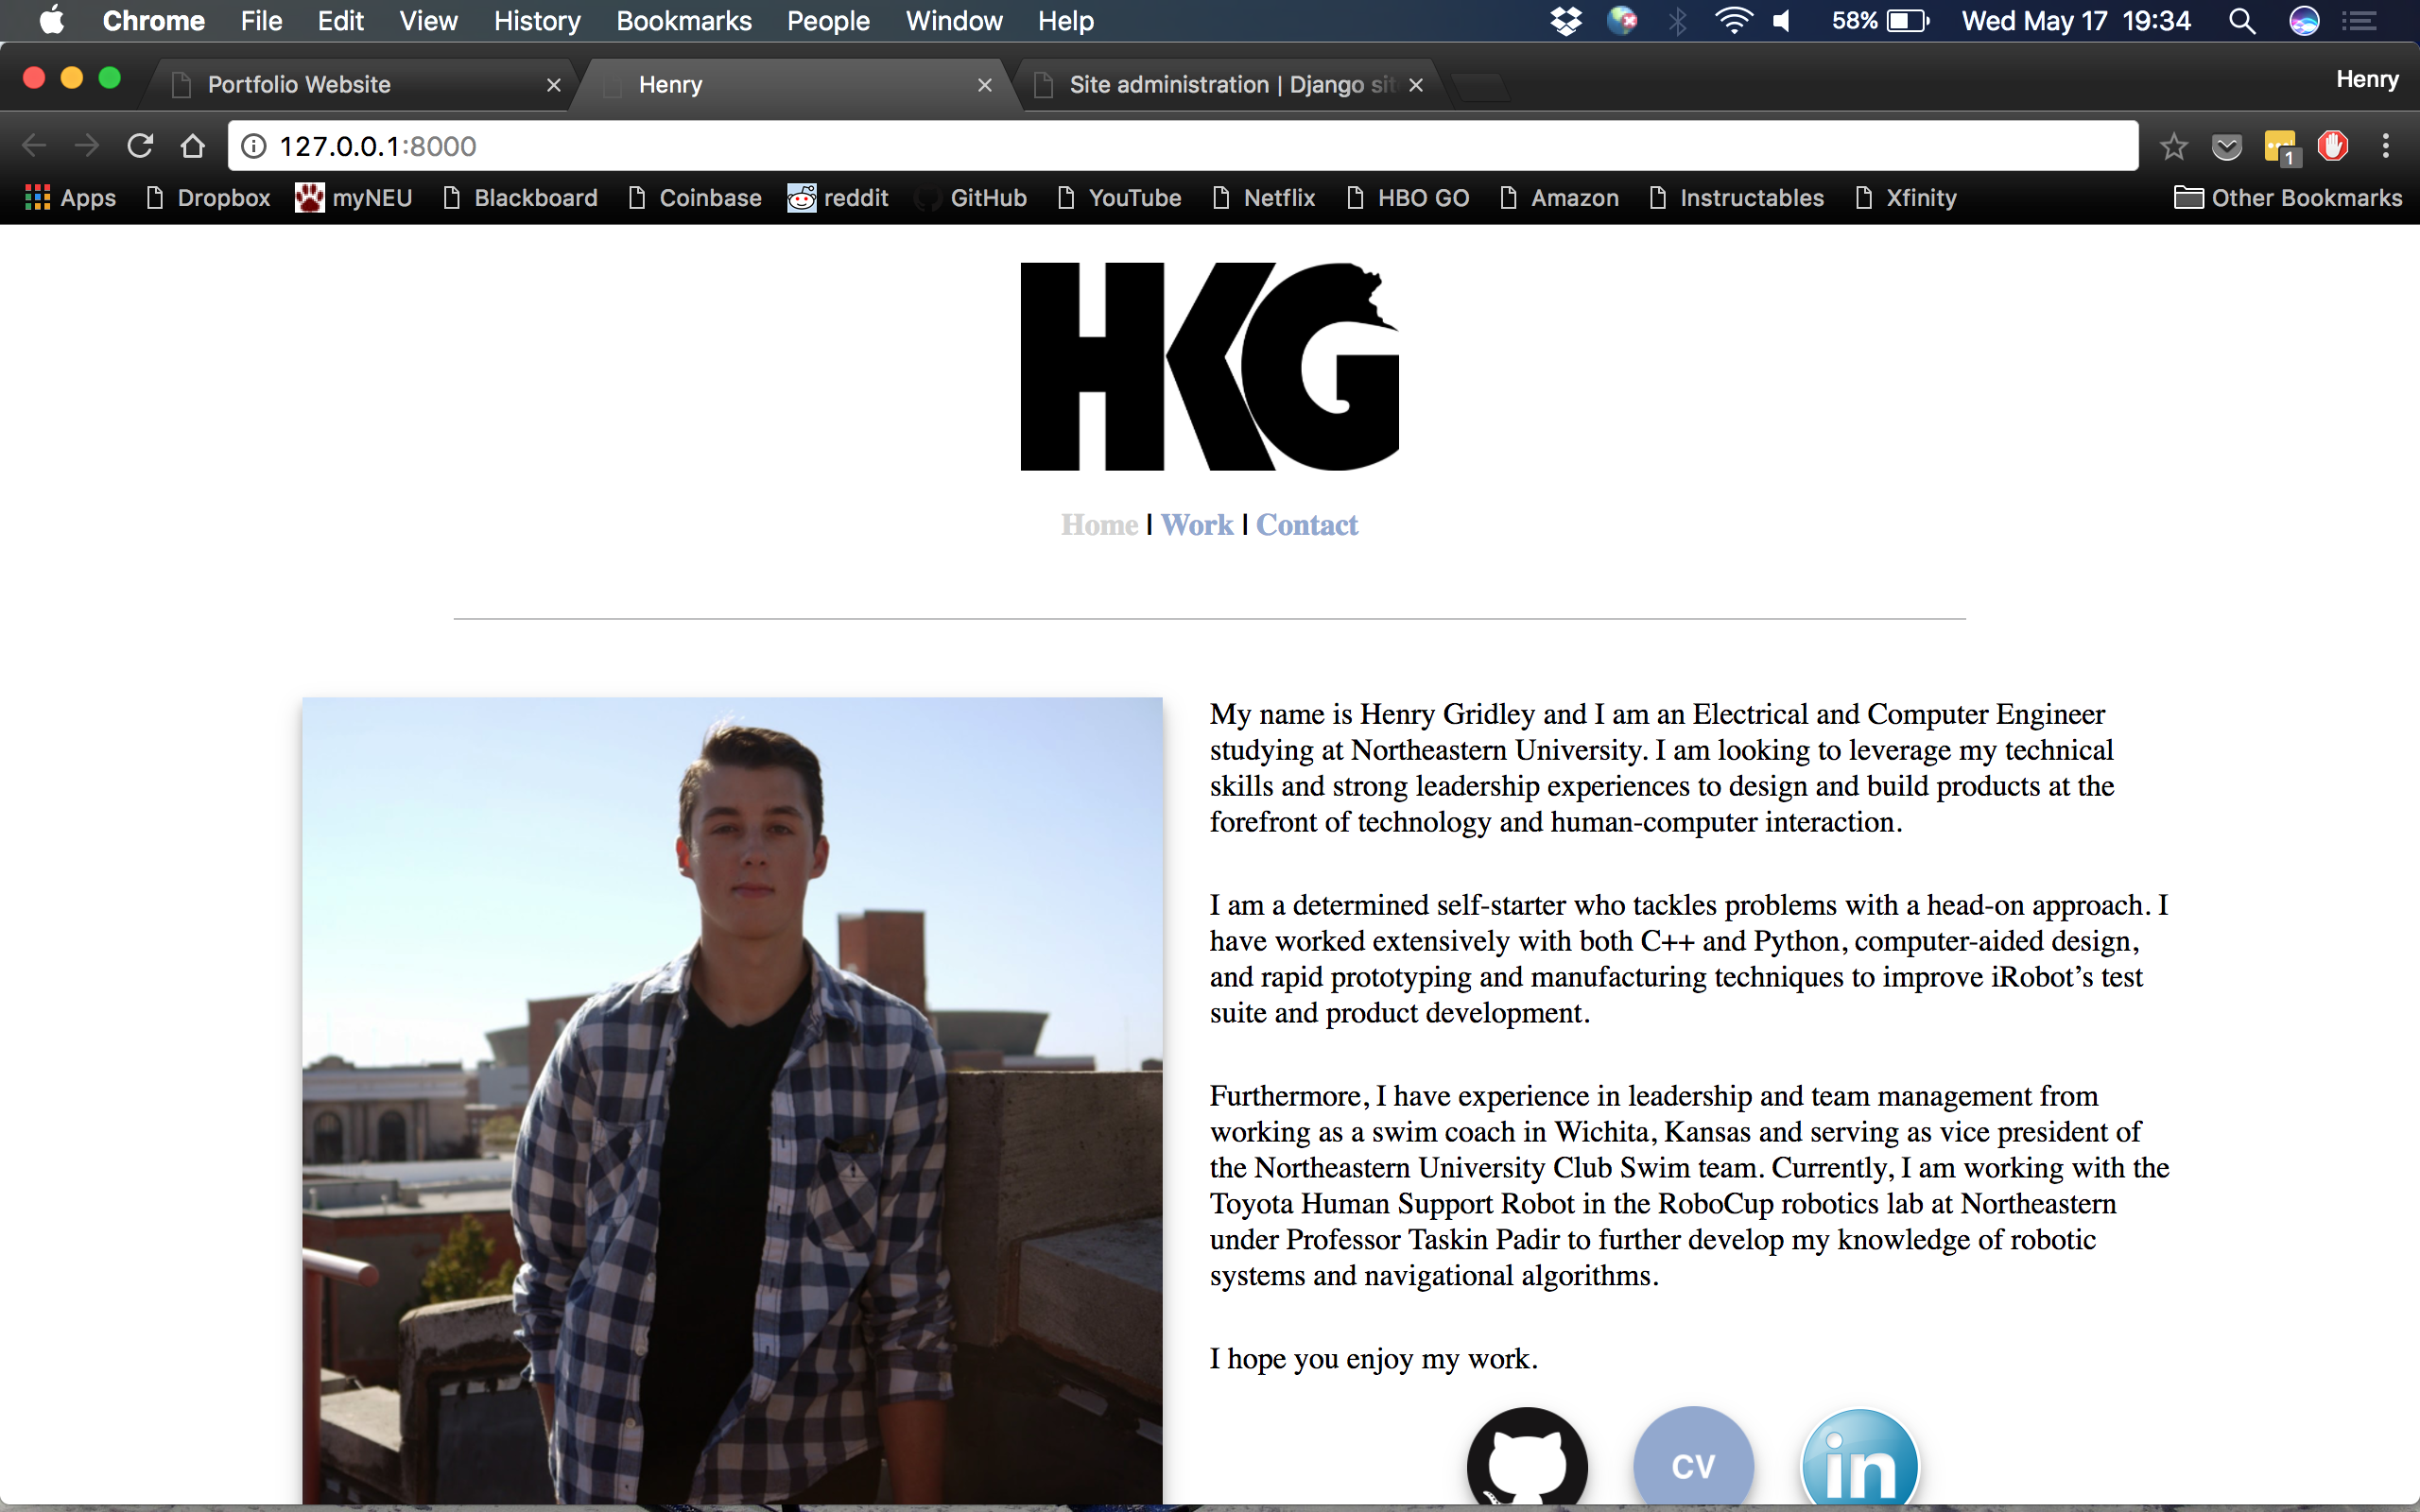 Chrome File Edit View History Bookmarks People Window Help 58% Wed May 17 19:34
Portfolio Website Henry Site administration | Django sit Henry
127.0.0.1:8000 1
Apps Dropbox myNEU Blackboard Coinbase reddit GitHub YouTube Netflix HBO GO Amazon Instructables Xfinity Other Bookmarks
HKG
Home | Work | Contact
My name is Henry Gridley and I am an Electrical and Computer Engineer
studying at Northeastern University. I am looking to leverage my technical
skills and strong leadership experiences to design and build products at the
forefront of technology and human-computer interaction.
I am a determined self-starter who tackles problems with a head-on approach. I
have worked extensively with both C++ and Python, computer-aided design,
and rapid prototyping and manufacturing techniques to improve iRobot’s test
suite and product development.
Furthermore, I have experience in leadership and team management from
working as a swim coach in Wichita, Kansas and serving as vice president of
the Northeastern University Club Swim team. Currently, I am working with the
Toyota Human Support Robot in the RoboCup robotics lab at Northeastern
under Professor Taskin Padir to further develop my knowledge of robotic
systems and navigational algorithms.
I hope you enjoy my work.
CV in